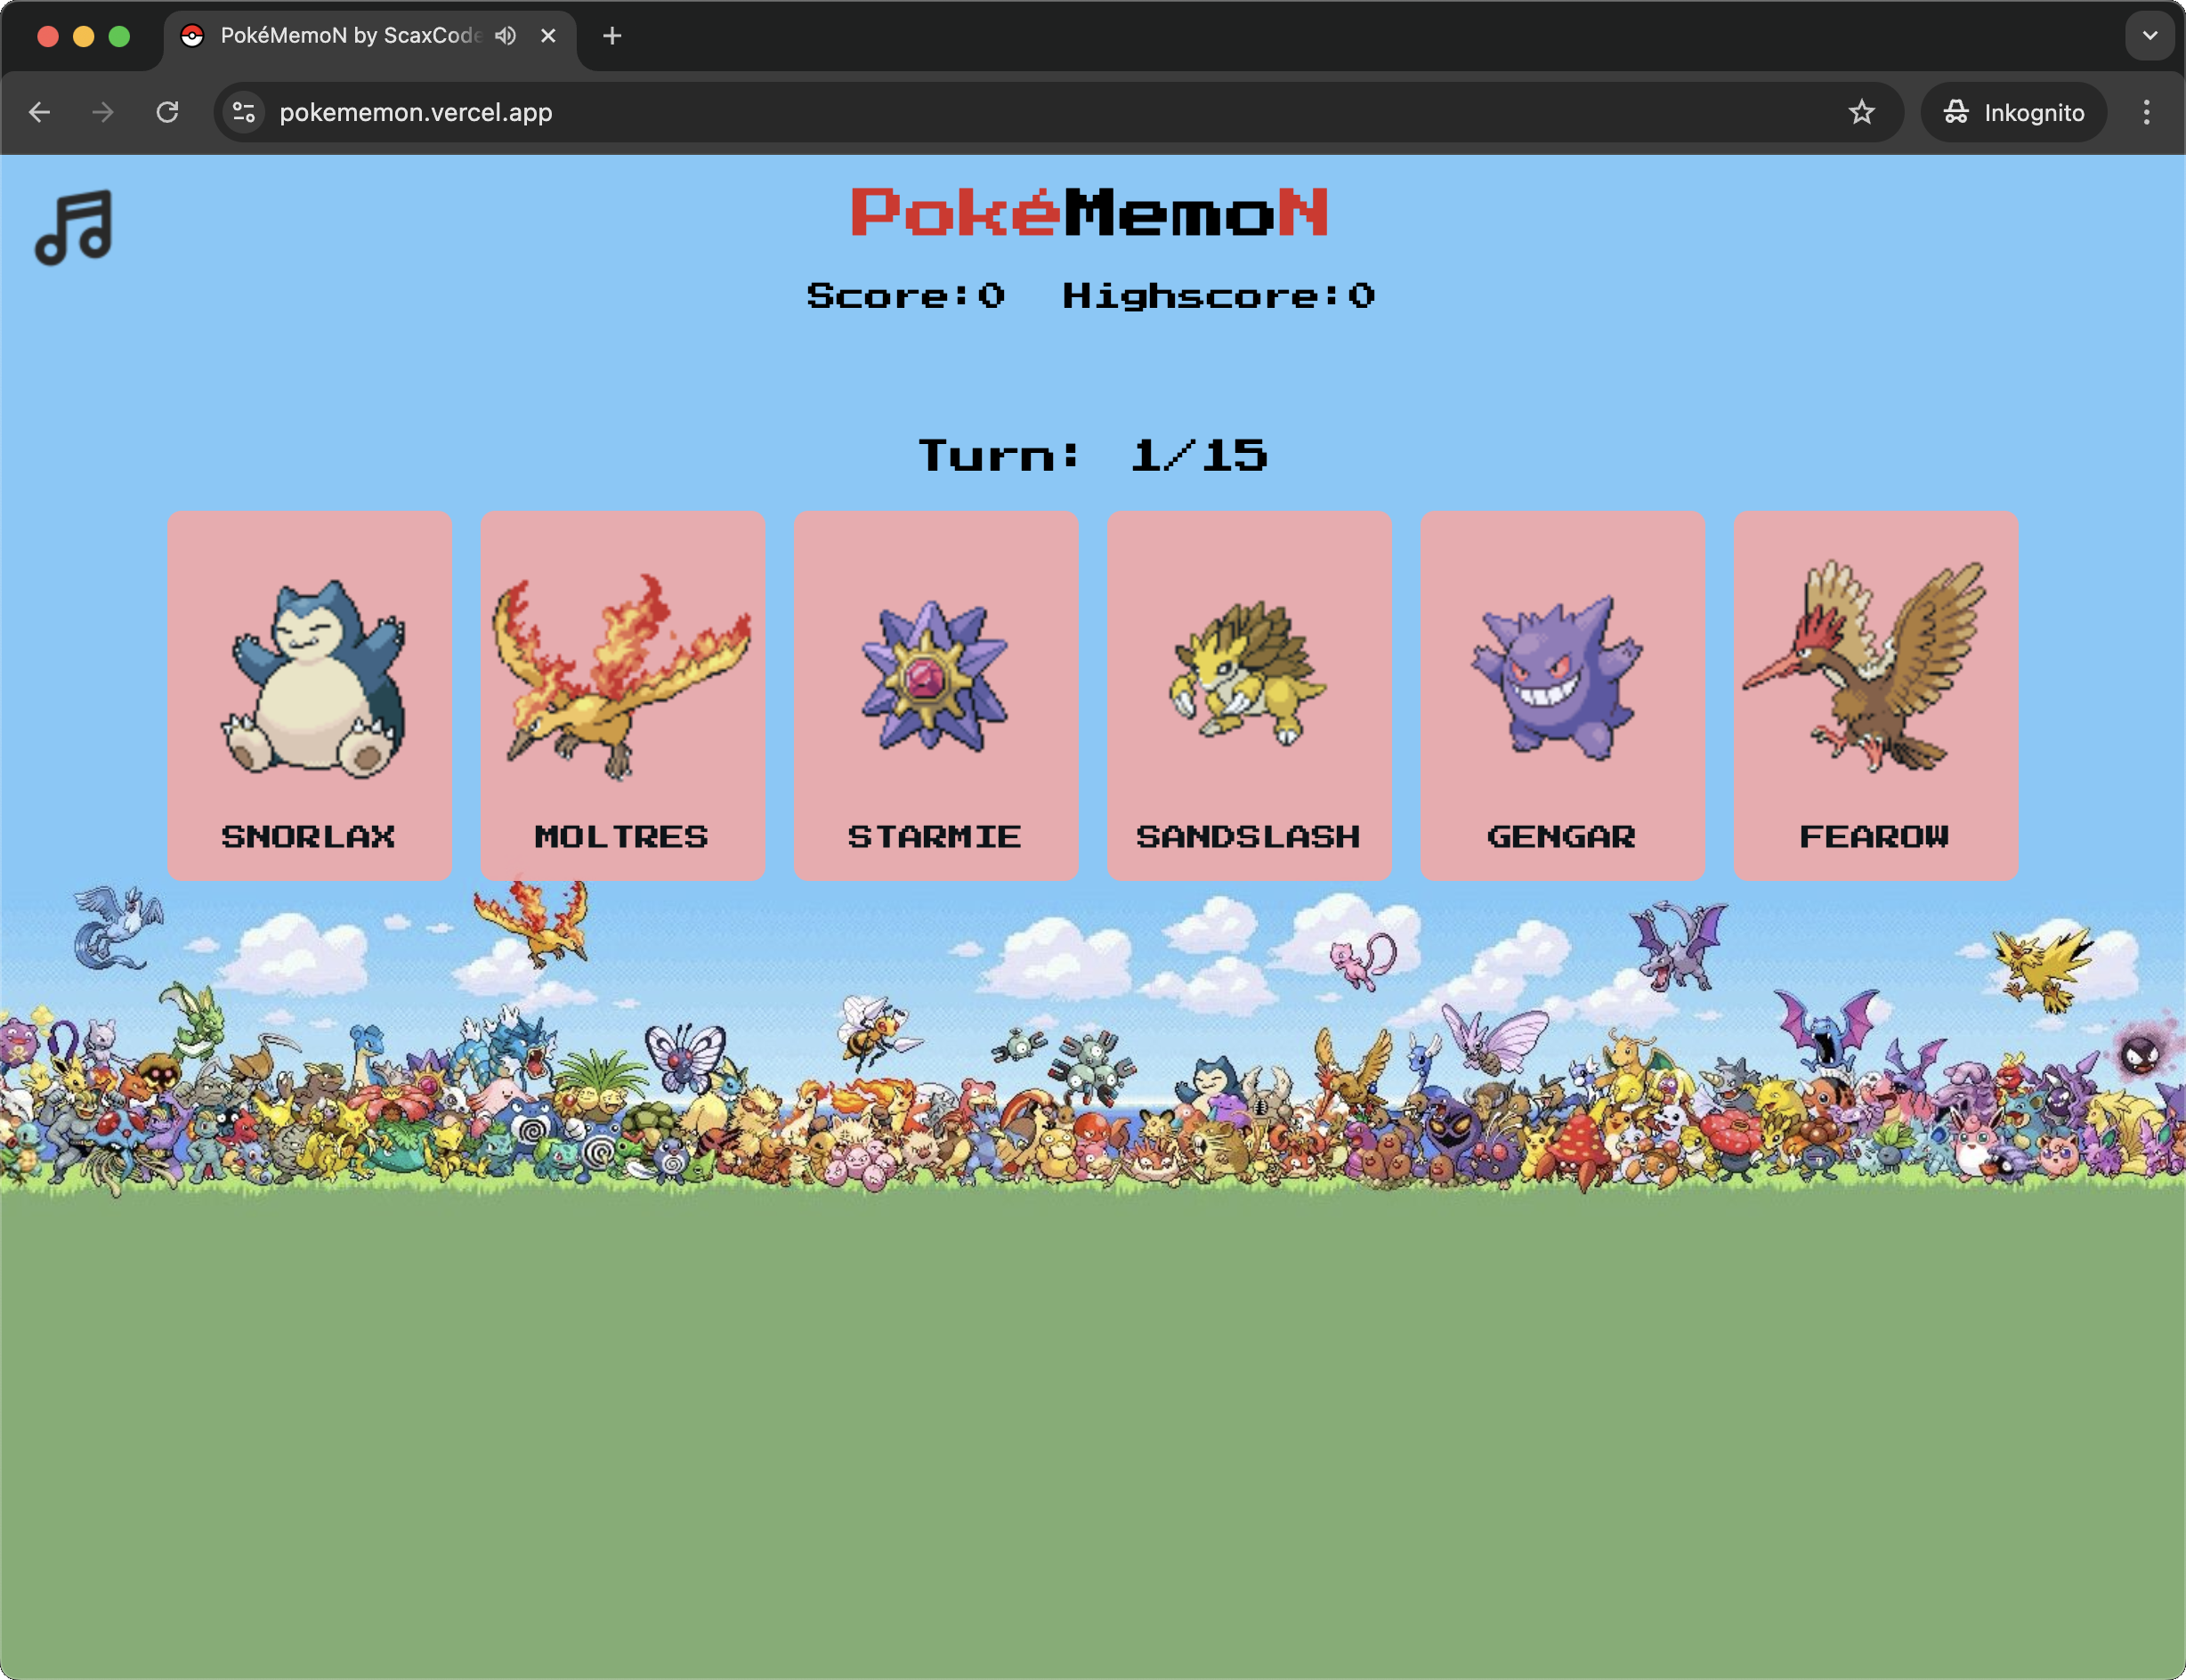 PokéMemoN by ScaxCode
pokememon.vercel.app
Inkognito
PokéMemoN
Score:0 Highscore:0
Turn: 1/15
SNORLAX
MOLTRES
STARMIE
SANDSLASH
GENGAR
FEAROW